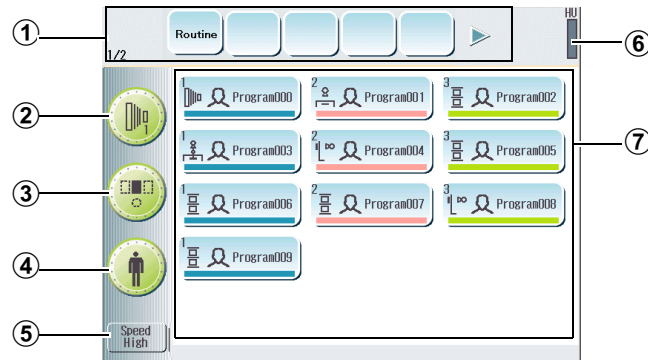 1
Routine
HU
6
1/2
1 Program000
2 Program001
3 Program002
2
1
7
1 Program003
2 Program004
3 Program005
3
1 Program006
2 Program007
3 Program008
4
1 Program009
5
Speed
High